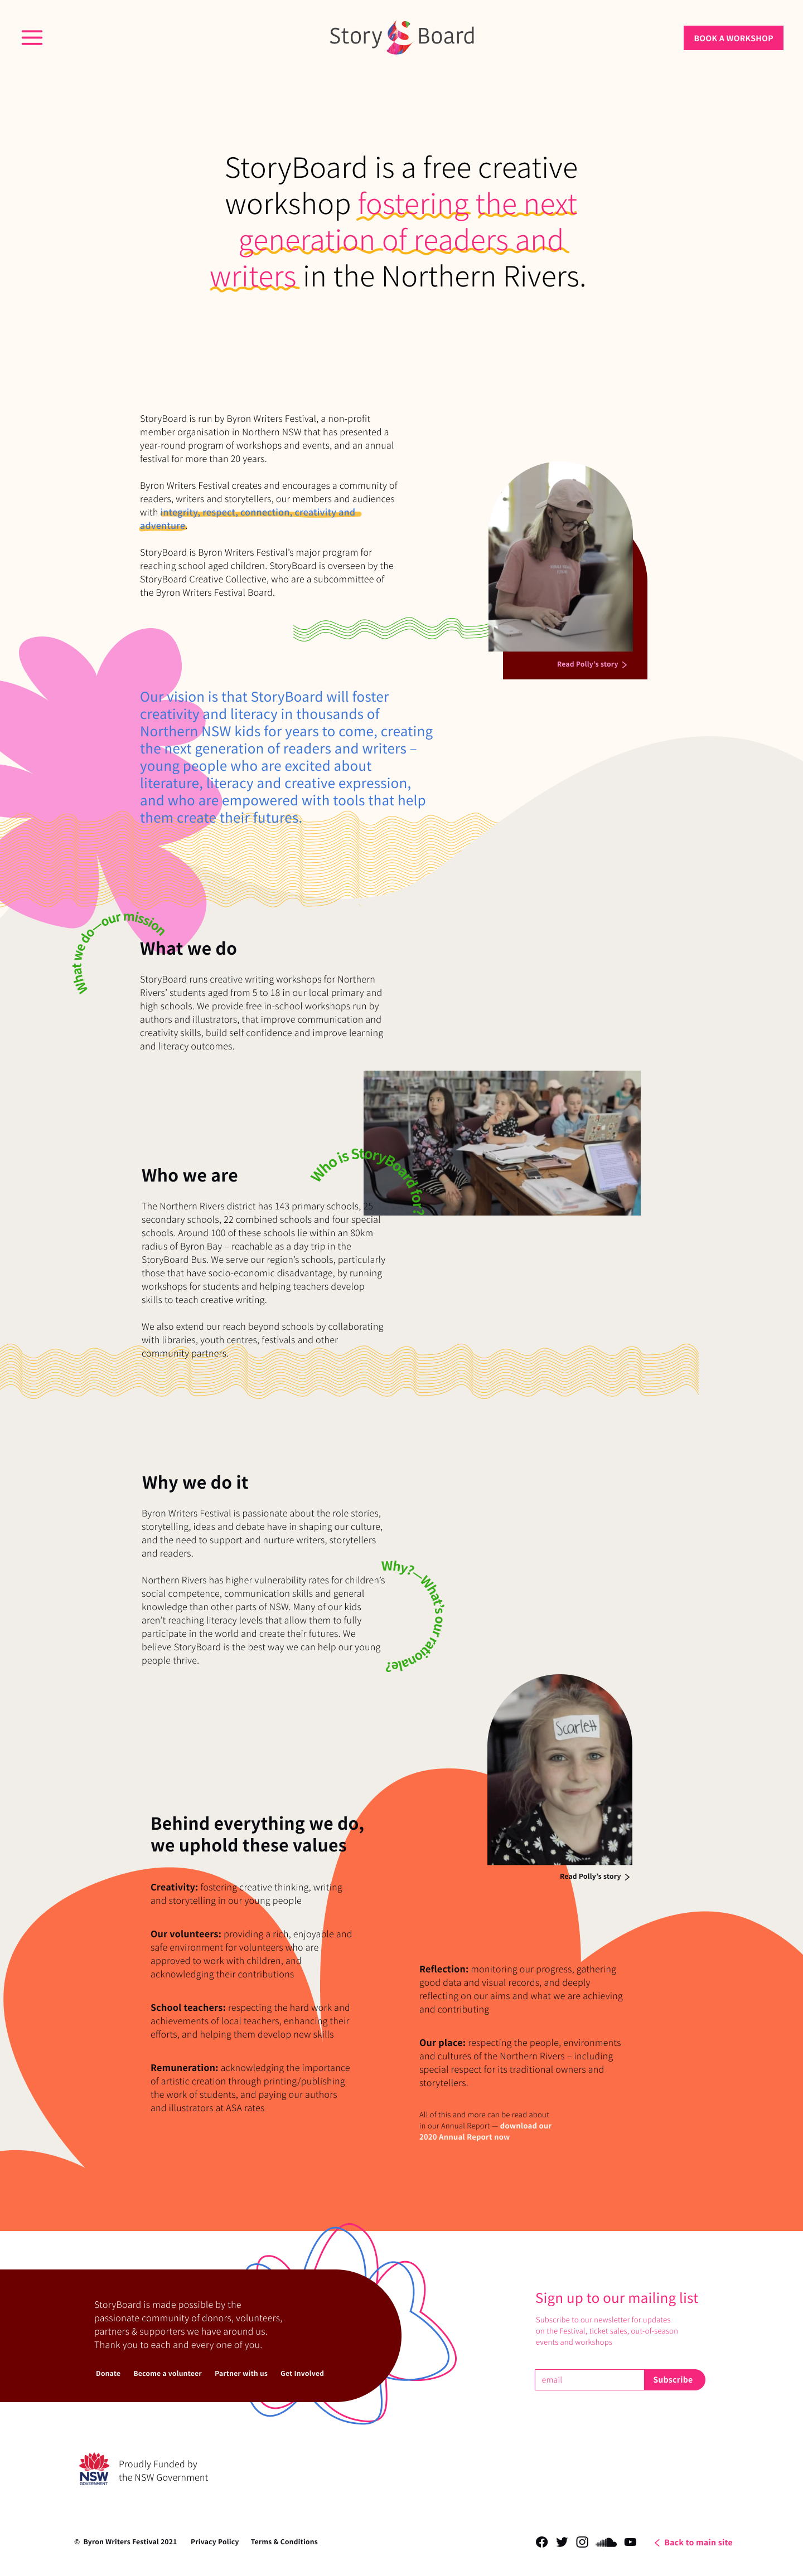 Story Board
BOOK A WORKSHOP
StoryBoard is a free creative
workshop fostering the next
generation of readers and
writers in the Northern Rivers.
StoryBoard is run by Byron Writers Festival, a non-profit
member organisation in Northern NSW that has presented a
year-round program of workshops and events, and an annual
festival for more than 20 years.
Byron Writers Festival creates and encourages a community of
readers, writers and storytellers, our members and audiences
with integrity, respect, connection, creativity and
adventure.
StoryBoard is Byron Writers Festival's major program for
reaching school aged children. StoryBoard is overseen by the
StoryBoard Creative Collective, who are a subcommittee of
the Byron Writers Festival Board.
Read Polly's story
Our vision is that StoryBoard will foster
creativity and literacy in thousands of
Northern NSW kids for years to come, creating
the next generation of readers and writers –
young people who are excited about
literature, literacy and creative expression,
and who are empowered with tools that help
them create their futures.
What we do—our mission
What we do
StoryBoard runs creative writing workshops for Northern
Rivers' students aged from 5 to 18 in our local primary and
high schools. We provide free in-school workshops run by
authors and illustrators, that improve communication and
creativity skills, build self confidence and improve learning
and literacy outcomes.
Who is StoryBoard for?
Who we are
The Northern Rivers district has 143 primary schools, 25
secondary schools, 22 combined schools and four special
schools. Around 100 of these schools lie within an 80km
radius of Byron Bay – reachable as a day trip in the
StoryBoard Bus. We serve our region's schools, particularly
those that have socio-economic disadvantage, by running
workshops for students and helping teachers develop
skills to teach creative writing.
We also extend our reach beyond schools by collaborating
with libraries, youth centres, festivals and other
community partners.
Why we do it
Byron Writers Festival is passionate about the role stories,
storytelling, ideas and debate have in shaping our culture,
and the need to support and nurture writers, storytellers
and readers.
Why?—What's our rationale?
Northern Rivers has higher vulnerability rates for children's
social competence, communication skills and general
knowledge than other parts of NSW. Many of our kids
aren't reaching literacy levels that allow them to fully
participate in the world and create their futures. We
believe StoryBoard is the best way we can help our young
people thrive.
Scarlett
Read Polly's story
Behind everything we do,
we uphold these values
Creativity: fostering creative thinking, writing
and storytelling in our young people
Our volunteers: providing a rich, enjoyable and
safe environment for volunteers who are
approved to work with children, and
acknowledging their contributions
School teachers: respecting the hard work and
achievements of local teachers, enhancing their
efforts, and helping them develop new skills
Remuneration: acknowledging the importance
of artistic creation through printing/publishing
the work of students, and paying our authors
and illustrators at ASA rates
Reflection: monitoring our progress, gathering
good data and visual records, and deeply
reflecting on our aims and what we are achieving
and contributing
Our place: respecting the people, environments
and cultures of the Northern Rivers – including
special respect for its traditional owners and
storytellers.
All of this and more can be read about
in our Annual Report — download our
2020 Annual Report now
StoryBoard is made possible by the
passionate community of donors, volunteers,
partners & supporters we have around us.
Thank you to each and every one of you.
Donate Become a volunteer Partner with us Get Involved
Sign up to our mailing list
Subscribe to our newsletter for updates
on the Festival, ticket sales, out-of-season
events and workshops
email Subscribe
NSW
GOVERNMENT
Proudly Funded by
the NSW Government
© Byron Writers Festival 2021 Privacy Policy Terms & Conditions
Back to main site